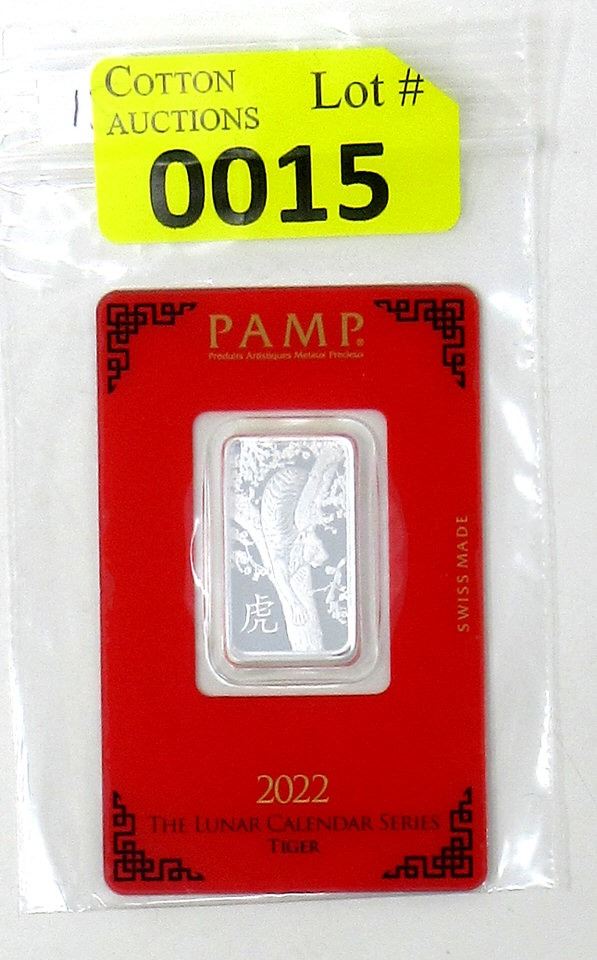 COTTON
AUCTIONS
Lot #
0015
PAMP®
Produits Artistiques Métaux Précieux
虎
SWISS MADE
2022
THE LUNAR CALENDAR SERIES
TIGER